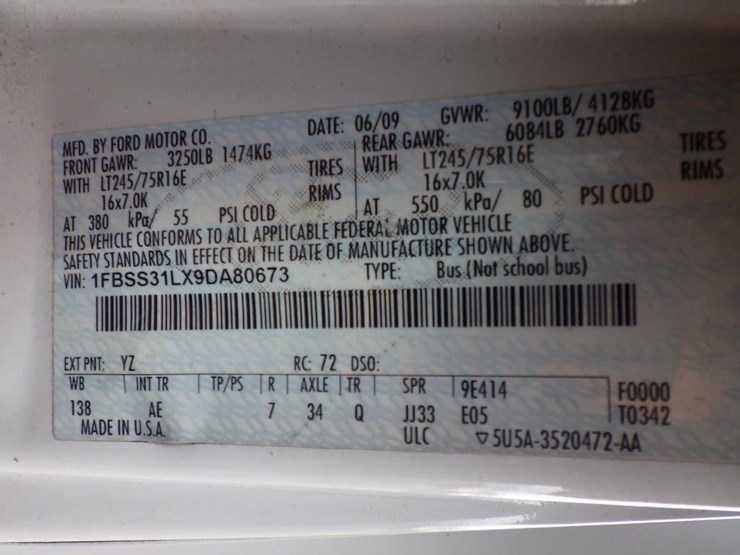 MFD. BY FORD MOTOR CO. DATE: 06/09 GVWR: 9100LB/ 4128KG
FRONT GAWR: 3250LB 1474KG REAR GAWR: 6084LB 2760KG
WITH LT245/75R16E TIRES WITH LT245/75R16E TIRES
16x7.0K RIMS 16x7.0K RIMS
AT 380 kPa/ 55 PSI COLD AT 550 kPa/ 80 PSI COLD
THIS VEHICLE CONFORMS TO ALL APPLICABLE FEDERAL MOTOR VEHICLE
SAFETY STANDARDS IN EFFECT ON THE DATE OF MANUFACTURE SHOWN ABOVE.
VIN: 1FBSS31LX9DA80673 TYPE: Bus (Not school bus)
EXT PNT: YZ RC: 72 DSO:
WB INT TR TP/PS R AXLE TR SPR 9E414 F0000
138 AE 7 34 Q JJ33 E05 T0342
MADE IN U.S.A. ULC ▽5U5A-3520472-AA